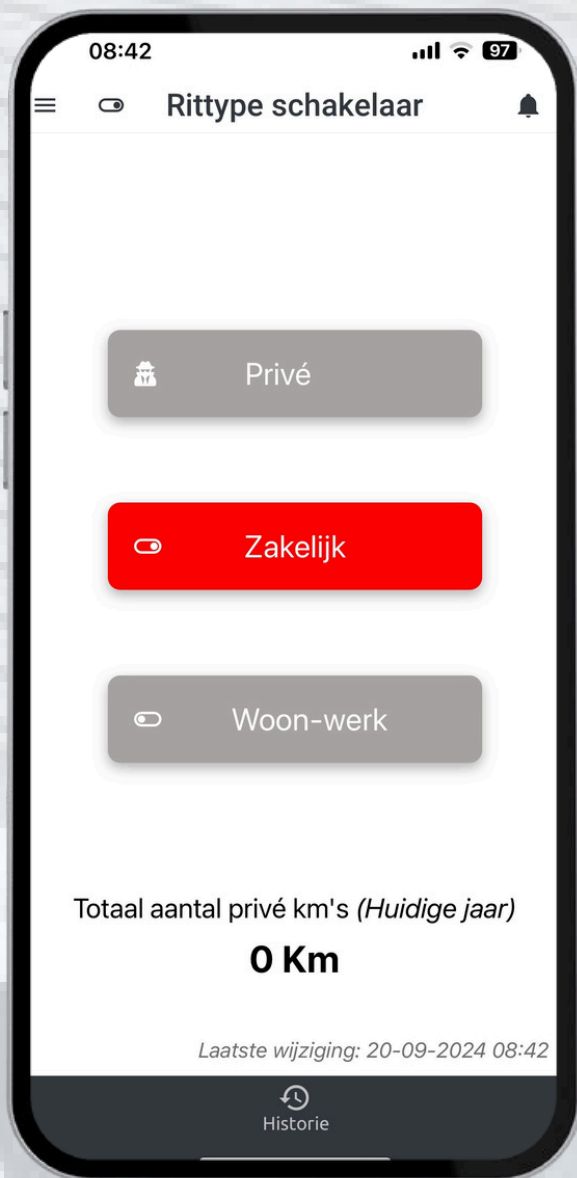 08:42
97
Rittype schakelaar
Privé
Zakelijk
Woon-werk
Totaal aantal privé km's (Huidige jaar)
0 Km
Laatste wijziging: 20-09-2024 08:42
Historie